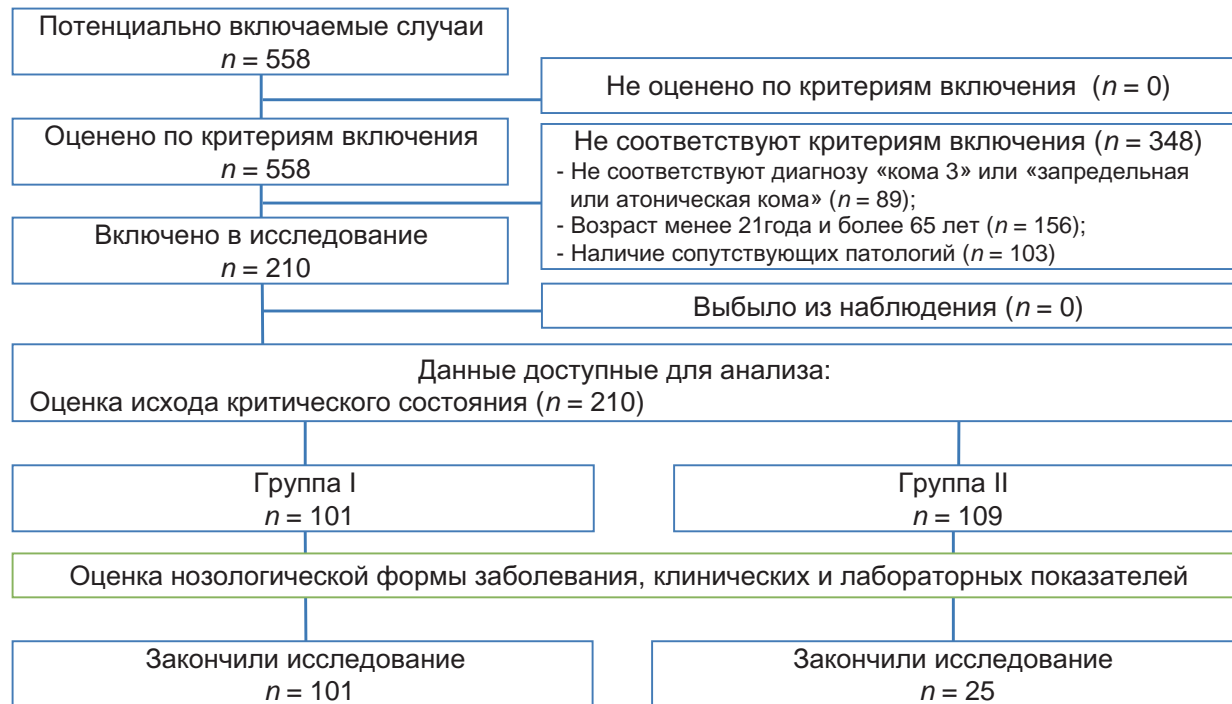 Потенциально включаемые случаи
n = 558
Не оценено по критериям включения (n = 0)
Оценено по критериям включения
n = 558
Не соответствуют критериям включения (n = 348)
- Не соответствуют диагнозу «кома 3» или «запредельная
или атоническая кома» (n = 89);
- Возраст менее 21года и более 65 лет (n = 156);
- Наличие сопутствующих патологий (n = 103)
Включено в исследование
n = 210
Выбыло из наблюдения (n = 0)
Данные доступные для анализа:
Оценка исхода критического состояния (n = 210)
Группа I
n = 101
Группа II
n = 109
Оценка нозологической формы заболевания, клинических и лабораторных показателей
Закончили исследование
n = 101
Закончили исследование
n = 25